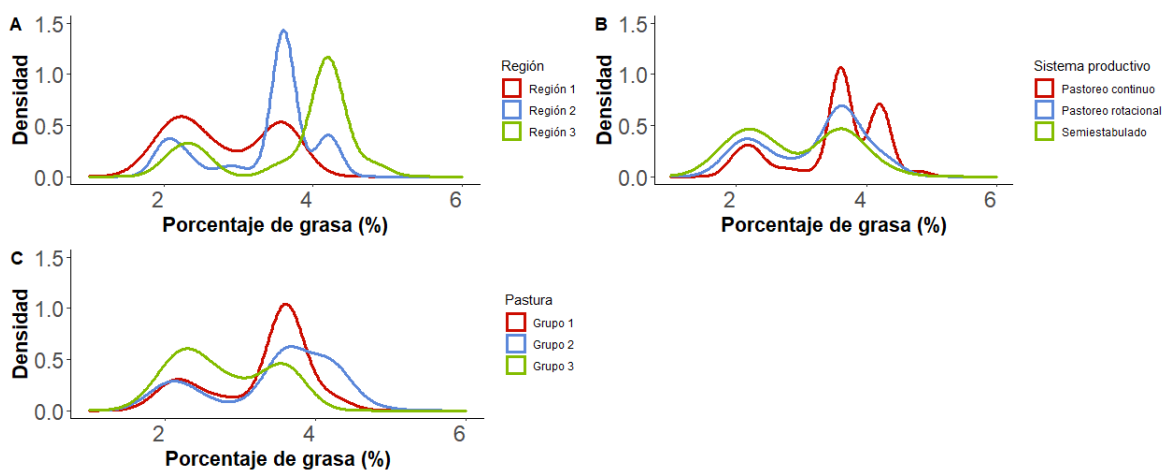 A
Densidad
1.5
1.0
0.5
0.0
2
4
6
Porcentaje de grasa (%)
Región
Región 1
Región 2
Región 3
B
Densidad
1.5
1.0
0.5
0.0
2
4
6
Porcentaje de grasa (%)
Sistema productivo
Pastoreo continuo
Pastoreo rotacional
Semiestabulado
C
Densidad
1.5
1.0
0.5
0.0
2
4
6
Porcentaje de grasa (%)
Pastura
Grupo 1
Grupo 2
Grupo 3